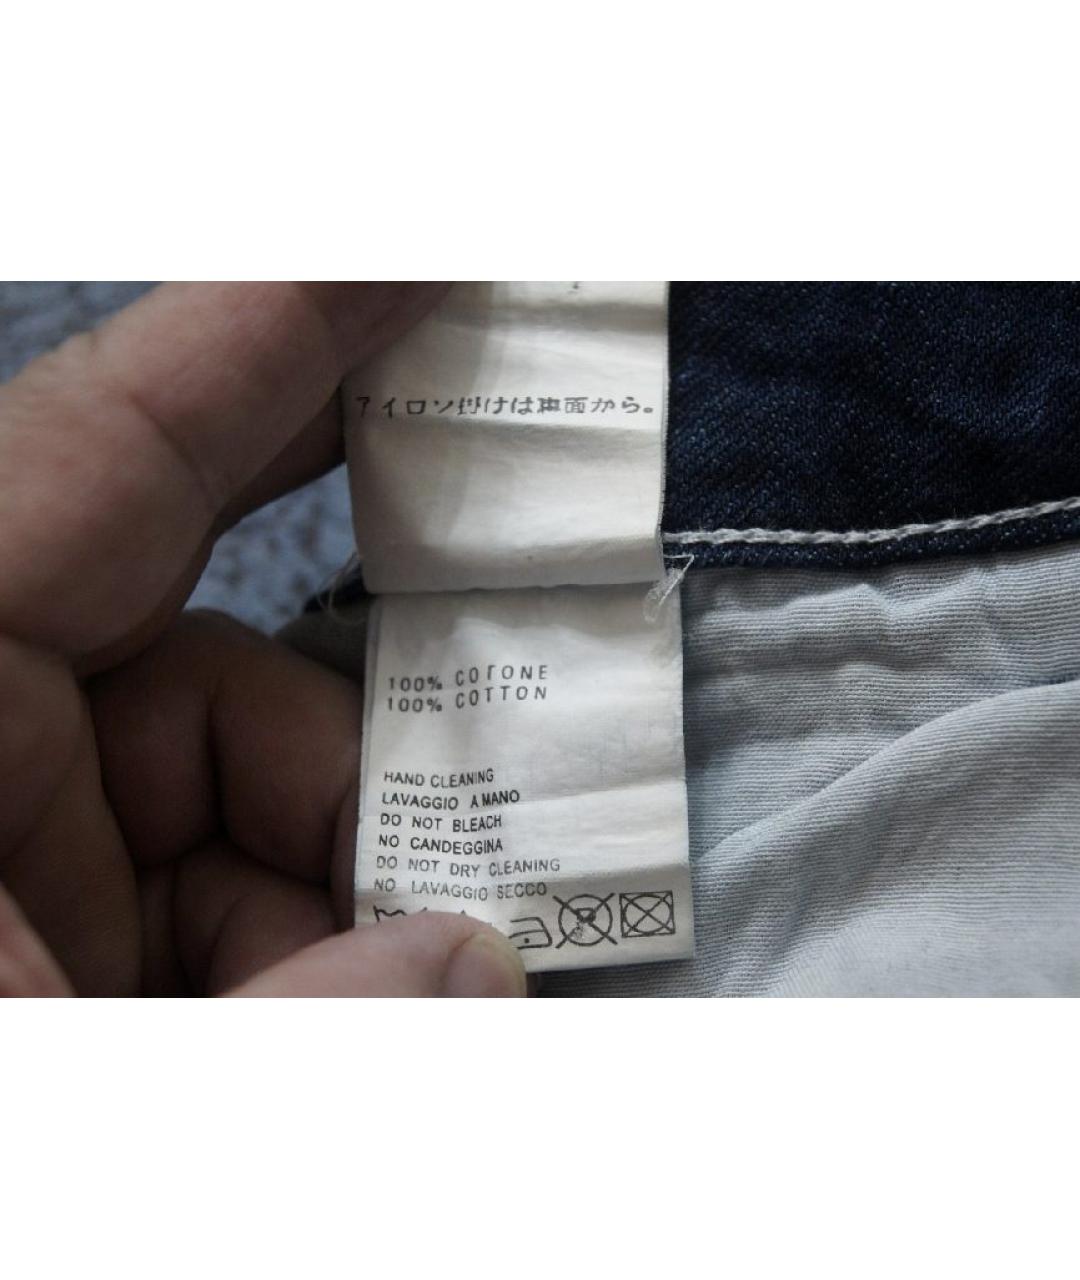 アイロン付けは裏面から。
100% COTONE
100% COTTON
HAND CLEANING
LAVAGGIO A MANO
DO NOT BLEACH
NO CANDEGGINA
DO NOT DRY CLEANING
NO LAVAGGIO SECCO